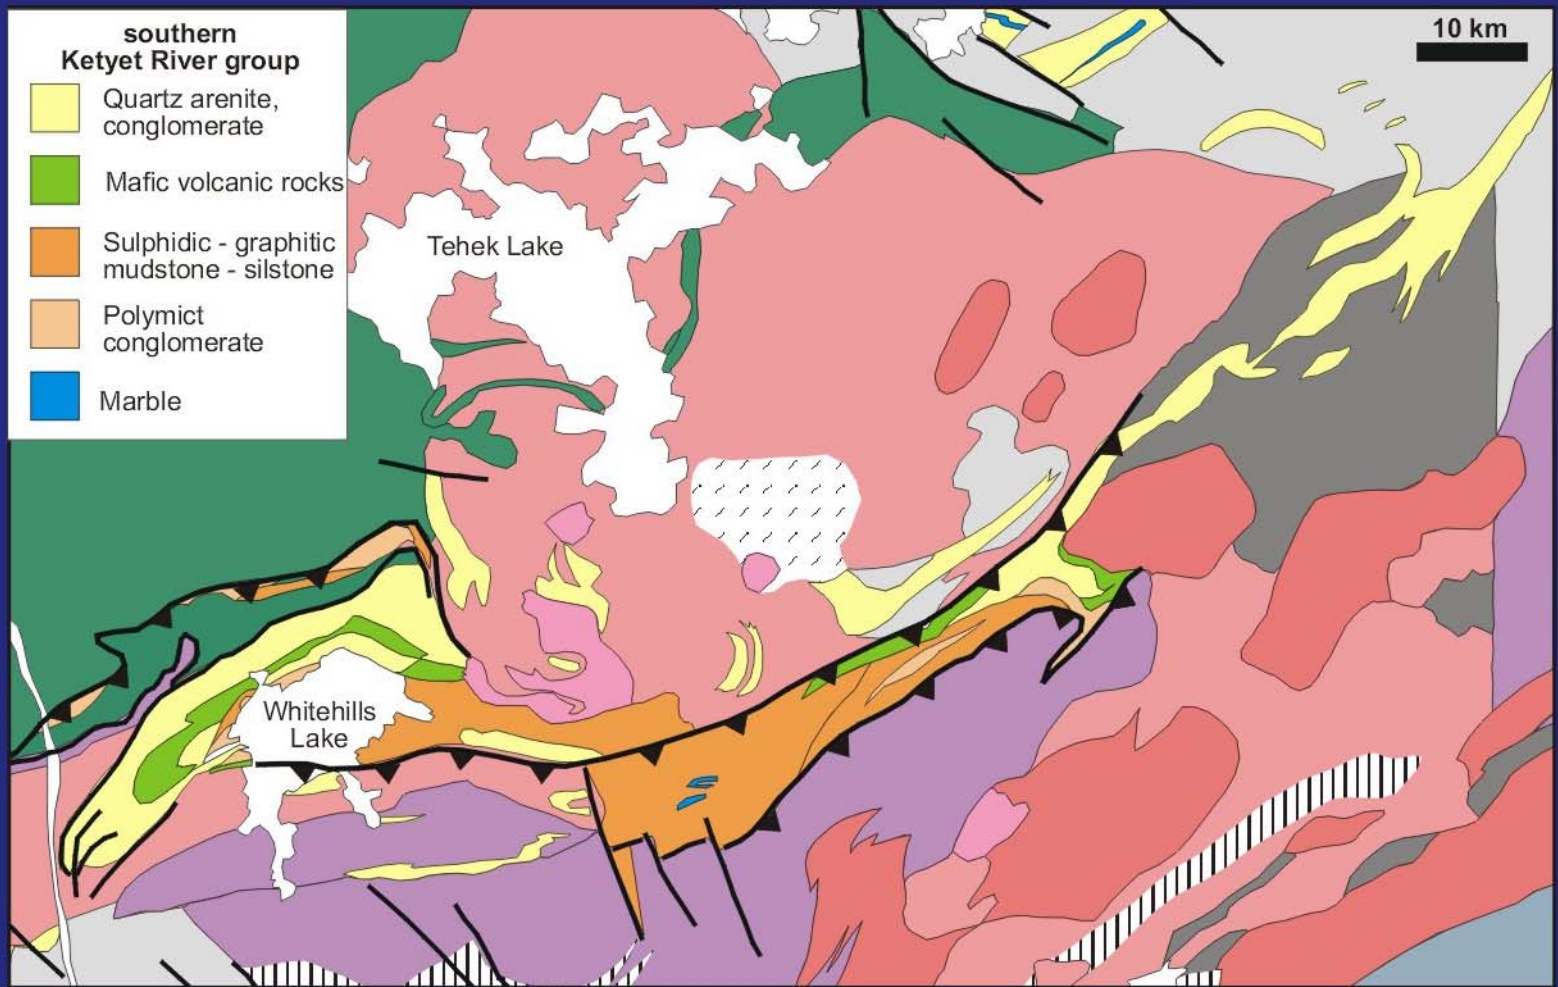 southern
Ketyet River group
Quartz arenite,
conglomerate
Mafic volcanic rocks
Sulphidic - graphitic
mudstone - silstone
Polymict
conglomerate
Marble
10 km
Tehek Lake
Whitehills
Lake